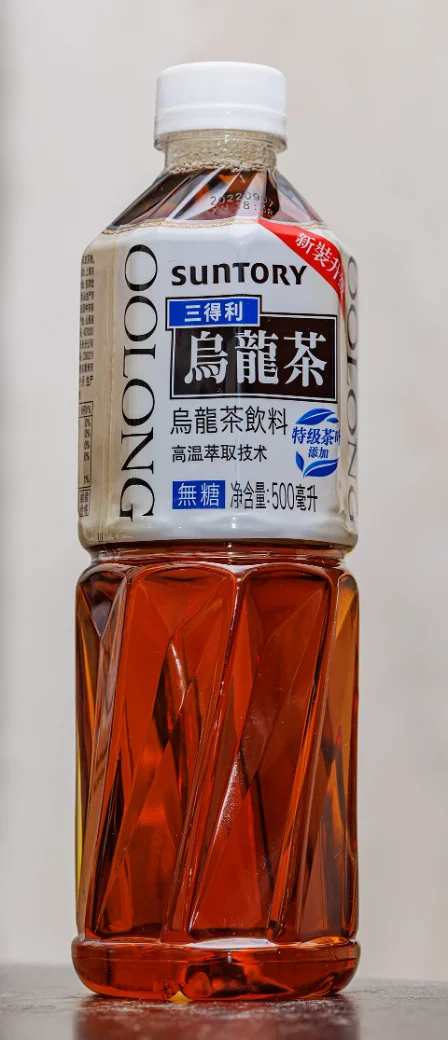 20220907
OOLONG
SUNTORY
新裝升
三得利
烏龍茶
烏龍茶飲料
高温萃取技术
特级茶叶
添加
無糖 净含量:500毫升
OOLONG